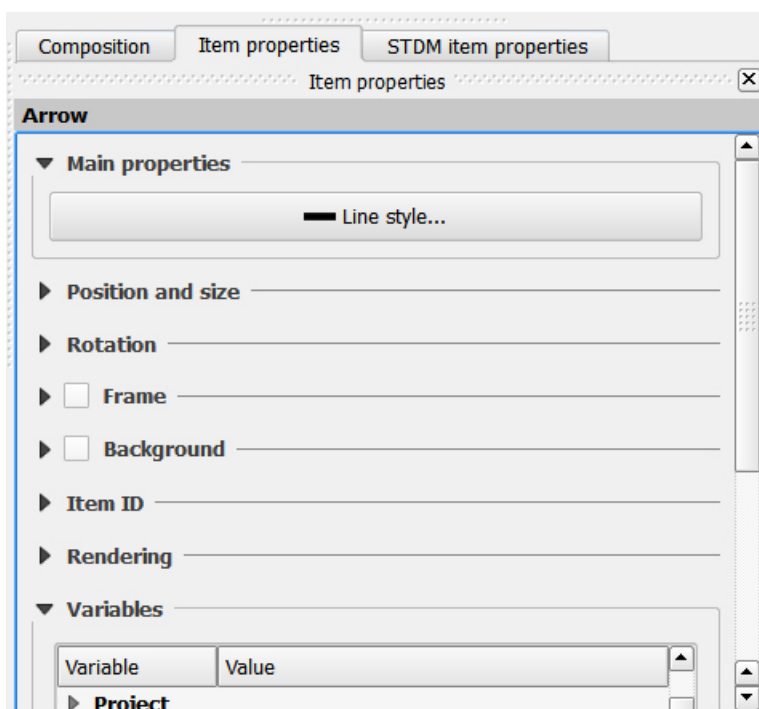 Composition Item properties STDM item properties
Item properties
Arrow
Main properties
Line style...
Position and size
Rotation
Frame
Background
Item ID
Rendering
Variables
Variable Value
Project